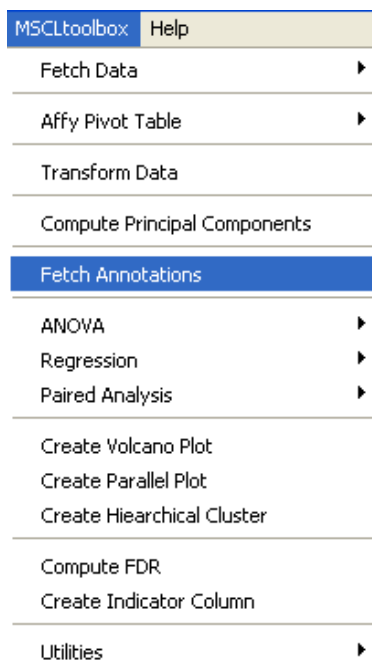 MSCLtoolbox Help
Fetch Data
Affy Pivot Table
Transform Data
Compute Principal Components
Fetch Annotations
ANOVA
Regression
Paired Analysis
Create Volcano Plot
Create Parallel Plot
Create Hiearchical Cluster
Compute FDR
Create Indicator Column
Utilities